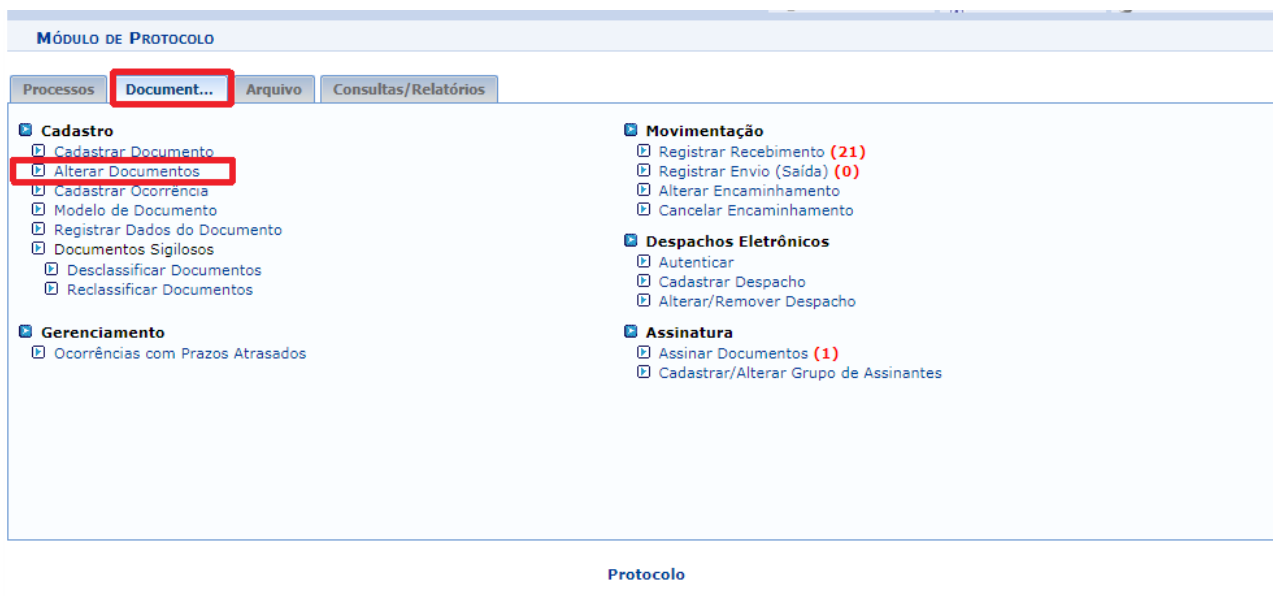 MÓDULO DE PROTOCOLO
Processos Document... Arquivo Consultas/Relatórios
Cadastro
Cadastrar Documento
Alterar Documentos
Cadastrar Ocorrência
Modelo de Documento
Registrar Dados do Documento
Documentos Sigilosos
Desclassificar Documentos
Reclassificar Documentos
Gerenciamento
Ocorrências com Prazos Atrasados
Movimentação
Registrar Recebimento (21)
Registrar Envio (Saída) (0)
Alterar Encaminhamento
Cancelar Encaminhamento
Despachos Eletrônicos
Autenticar
Cadastrar Despacho
Alterar/Remover Despacho
Assinatura
Assinar Documentos (1)
Cadastrar/Alterar Grupo de Assinantes
Protocolo